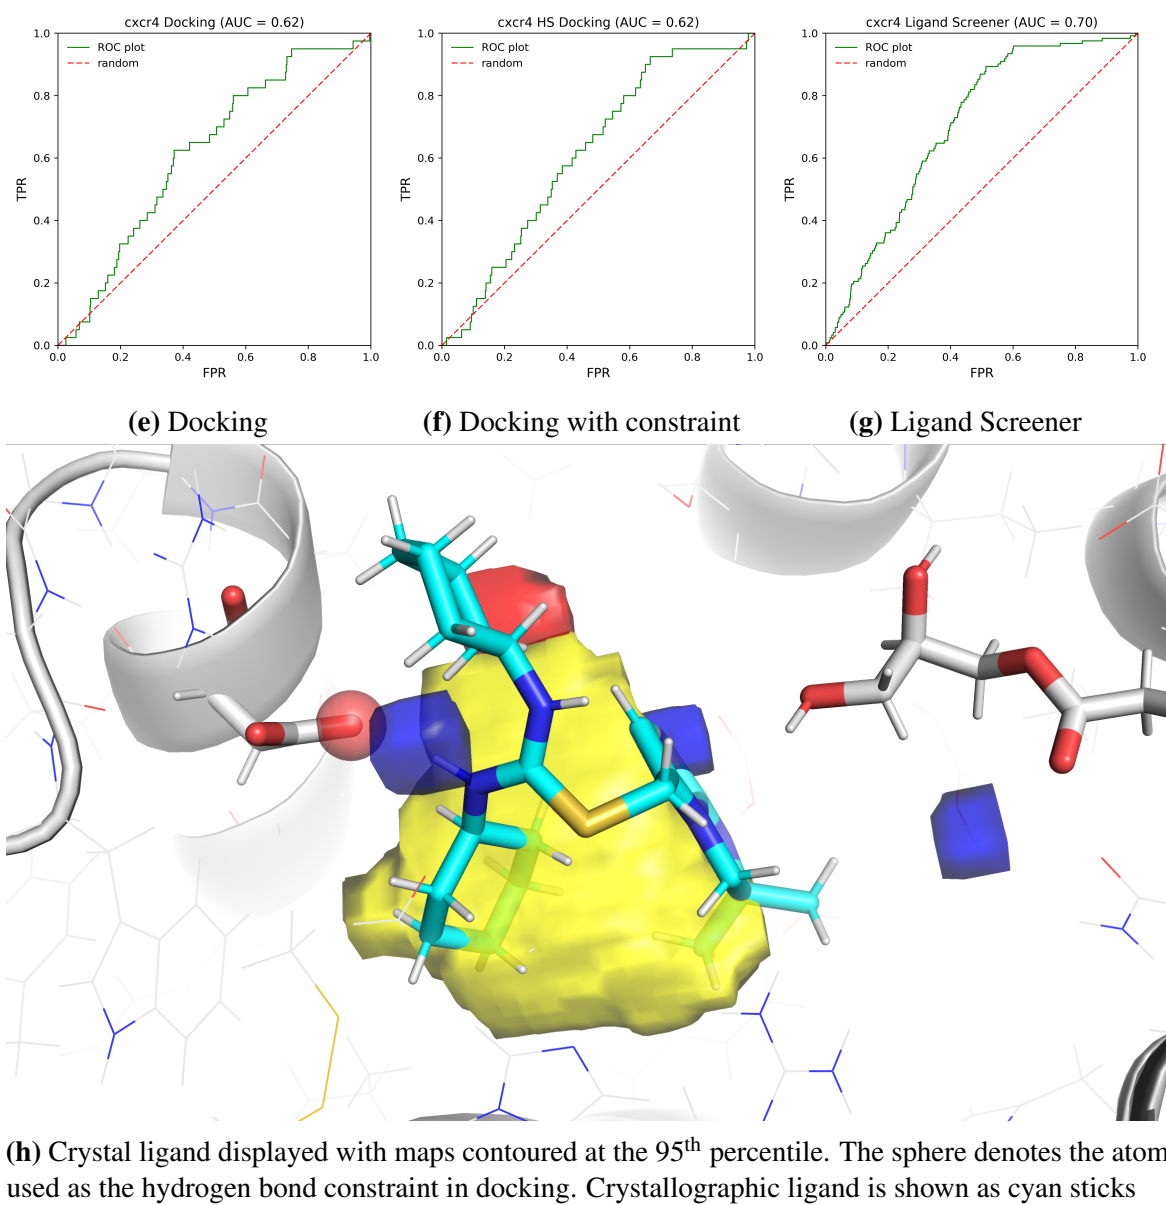 cxcr4 Docking (AUC = 0.62)
ROC plot
random
1.0
0.8
0.6
0.4
0.2
0.0
TPR
0.0 0.2 0.4 0.6 0.8 1.0
FPR
cxcr4 HS Docking (AUC = 0.62)
ROC plot
random
1.0
0.8
0.6
0.4
0.2
0.0
TPR
0.0 0.2 0.4 0.6 0.8 1.0
FPR
cxcr4 Ligand Screener (AUC = 0.70)
ROC plot
random
1.0
0.8
0.6
0.4
0.2
0.0
TPR
0.0 0.2 0.4 0.6 0.8 1.0
FPR
(e) Docking
(f) Docking with constraint
(g) Ligand Screener
(h) Crystal ligand displayed with maps contoured at the 95th percentile. The sphere denotes the atom
used as the hydrogen bond constraint in docking. Crystallographic ligand is shown as cyan sticks